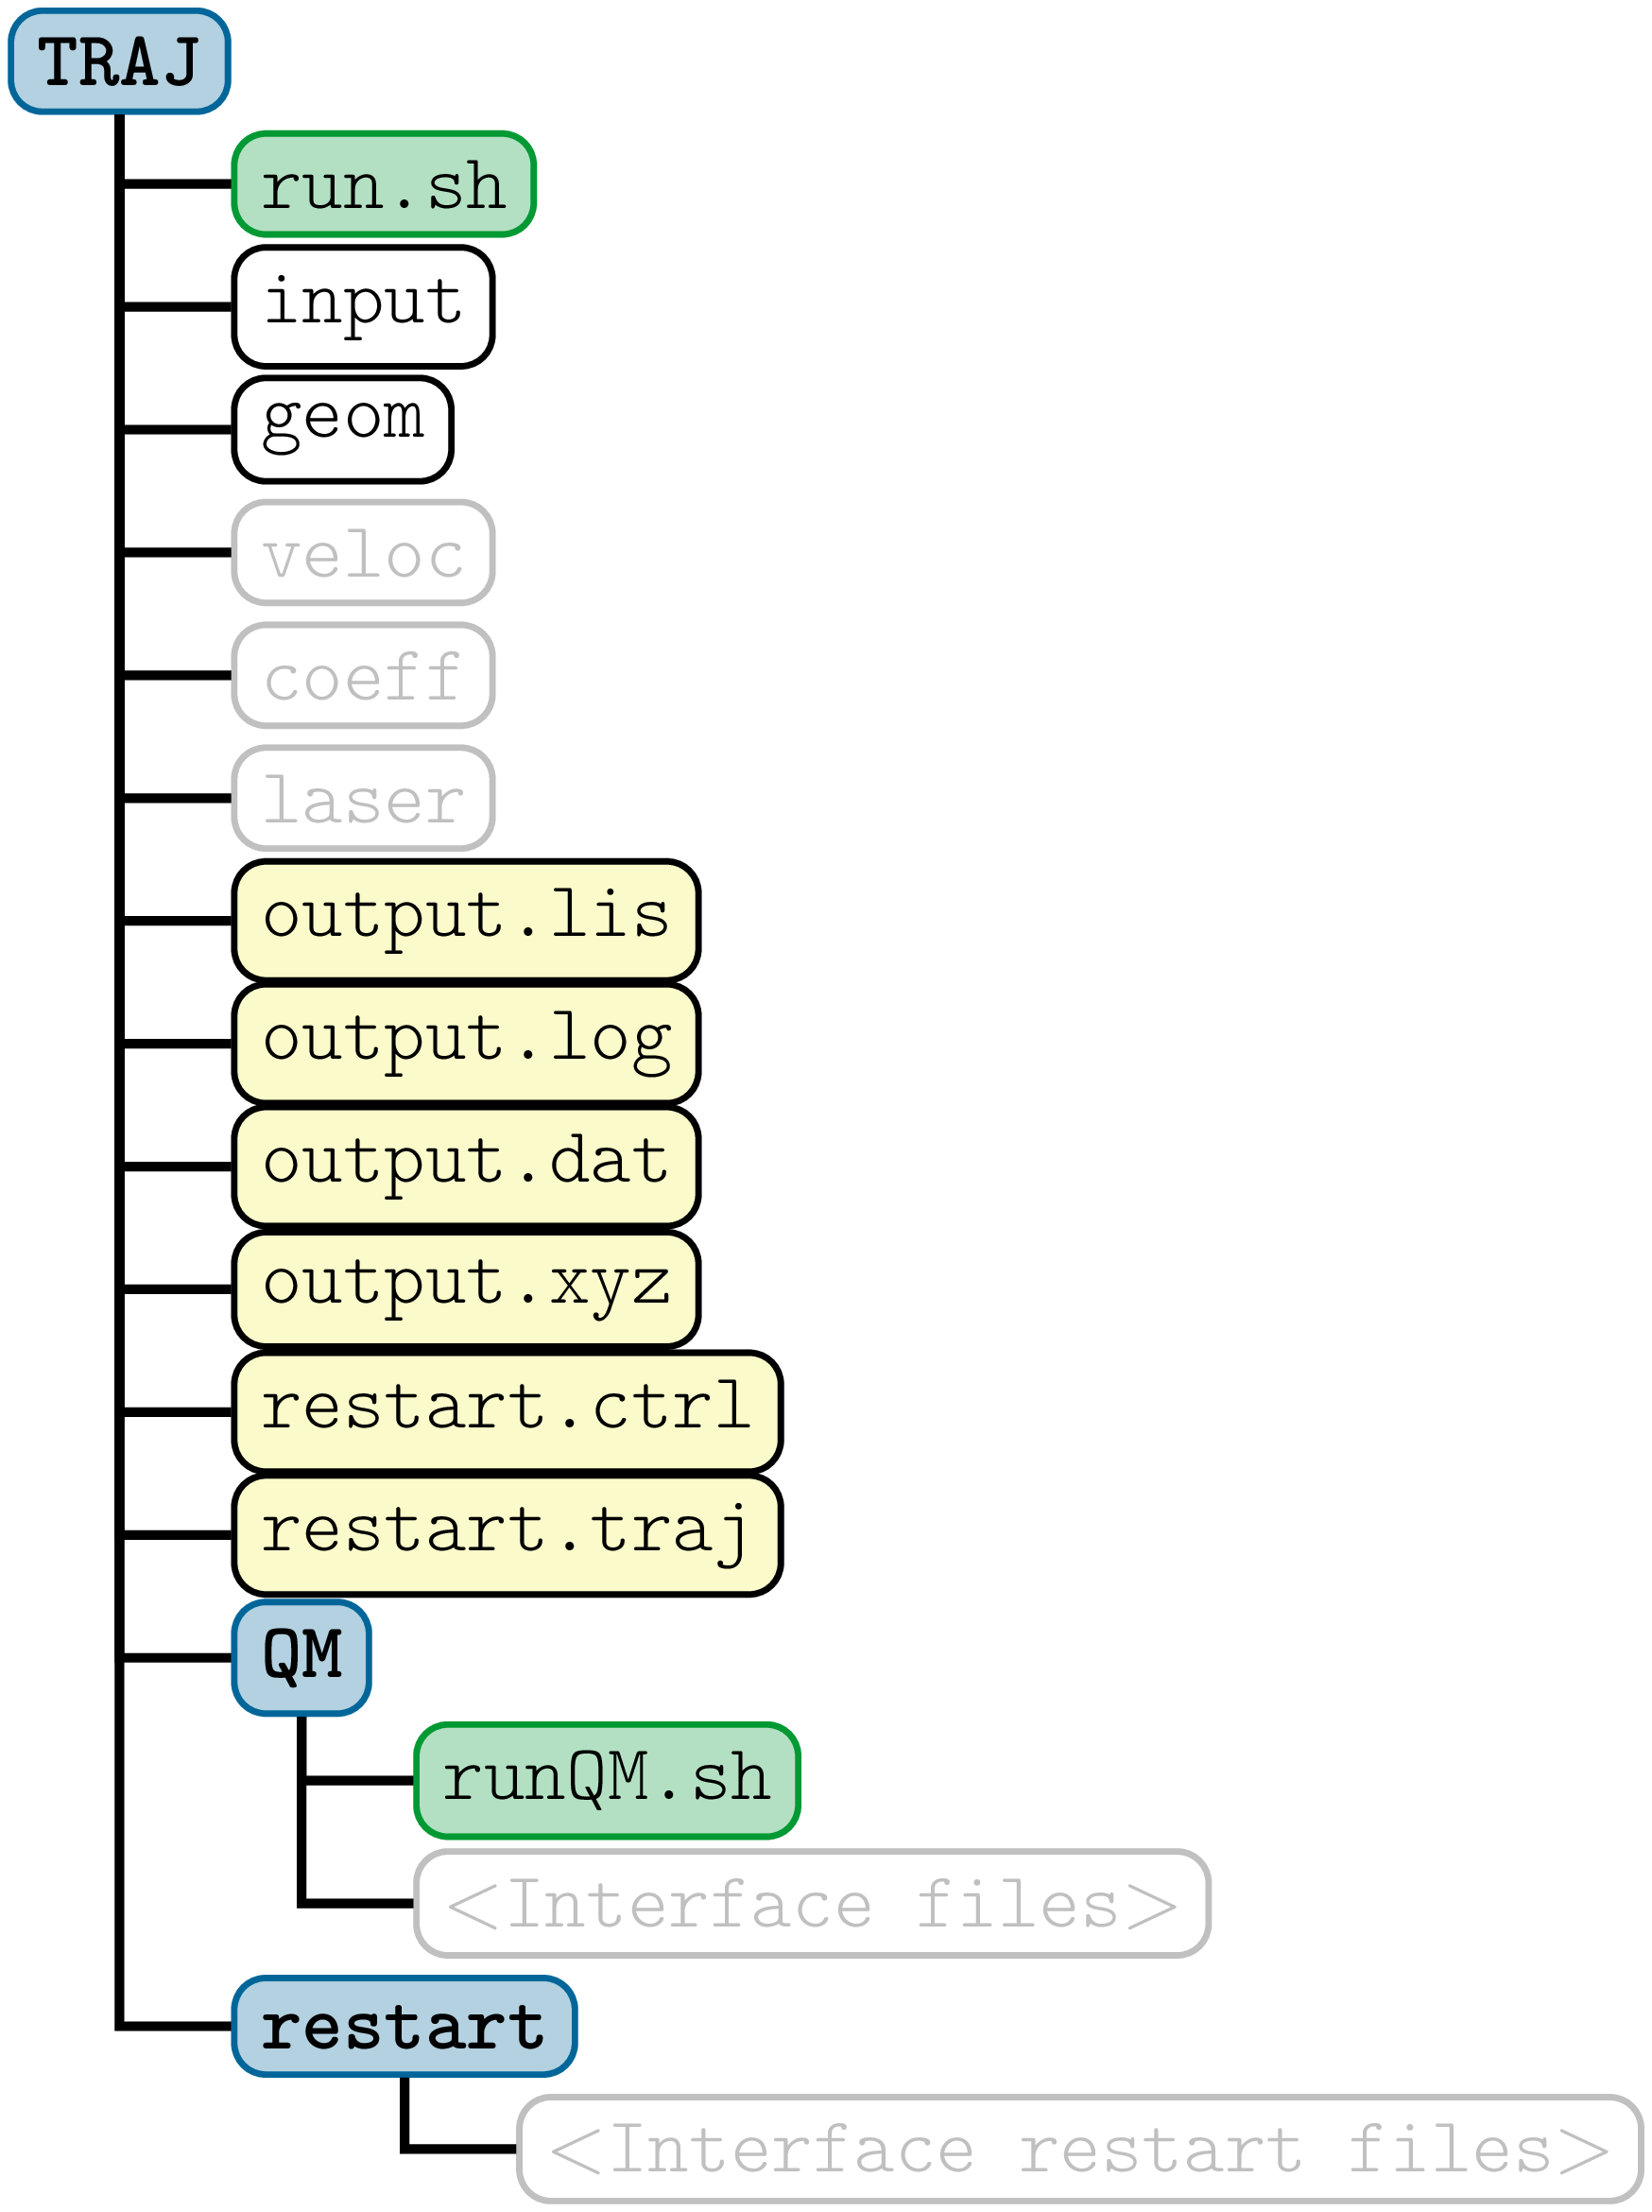 TRAJ
run.sh
input
geom
veloc
coeff
laser
output.lis
output.log
output.dat
output.xyz
restart.ctrl
restart.traj
QM
runQM.sh
<Interface files>
restart
<Interface restart files>